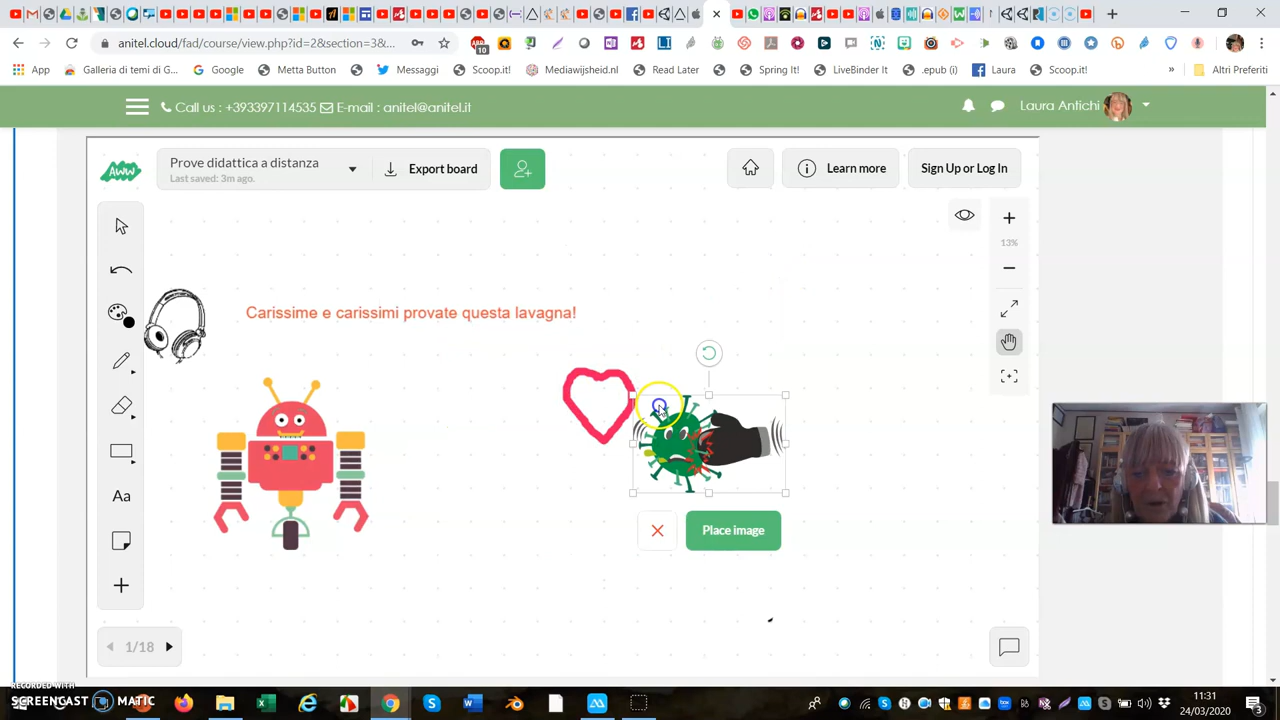 anitel.cloud/fad/course/view.php?id=2&section=3&...
App
Galleria di temi di G...
Google
Metta Button
Messaggi
Scoop.it!
Mediawijsheid.nl
Read Later
Spring It!
LiveBinder It
.epub (i)
Laura
Scoop.it!
»
Altri Preferiti
Call us : +393397114535 E-mail : anitel@anitel.it
Laura Antichi
AWW
Prove didattica a distanza
Last saved: 3m ago.
Export board
Learn more
Sign Up or Log In
13%
Carissime e carissimi provate questa lavagna!
Aa
Place image
1/18
RECORDED WITH
SCREENCAST MATIC
11:31
24/03/2020